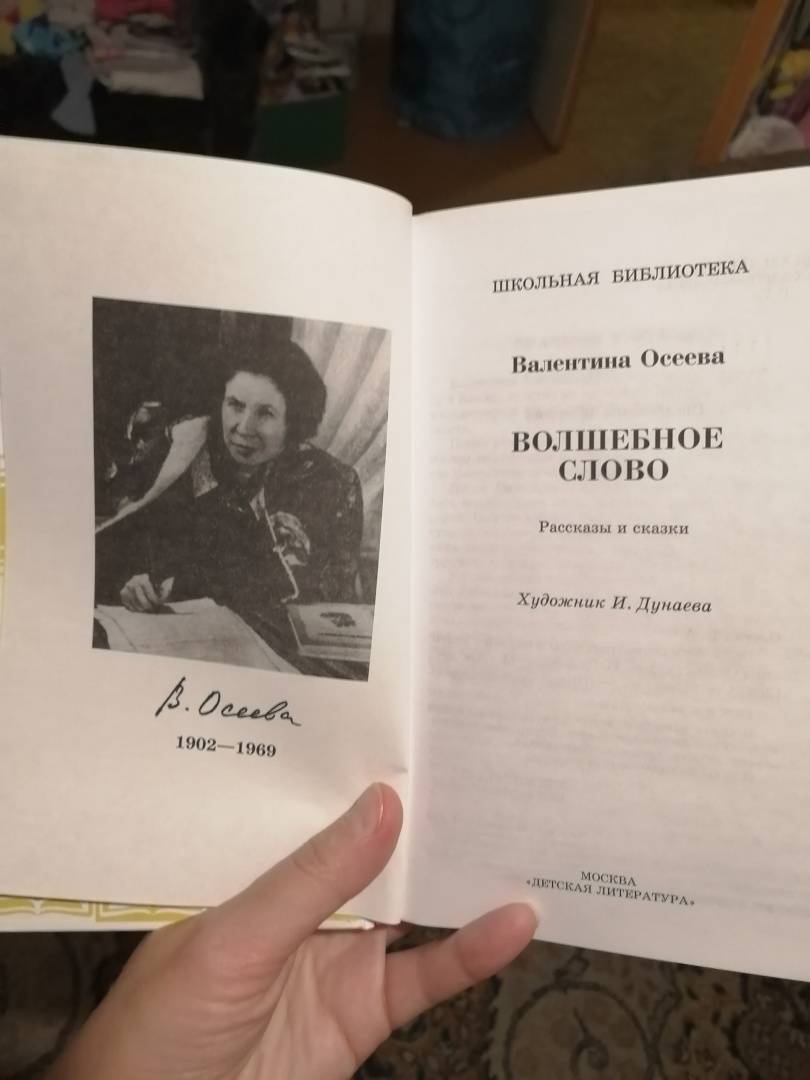 В. Осеева
1902—1969
ШКОЛЬНАЯ БИБЛИОТЕКА
Валентина Осеева
ВОЛШЕБНОЕ
СЛОВО
Рассказы и сказки
Художник И. Дунаева
МОСКВА
«ДЕТСКАЯ ЛИТЕРАТУРА»